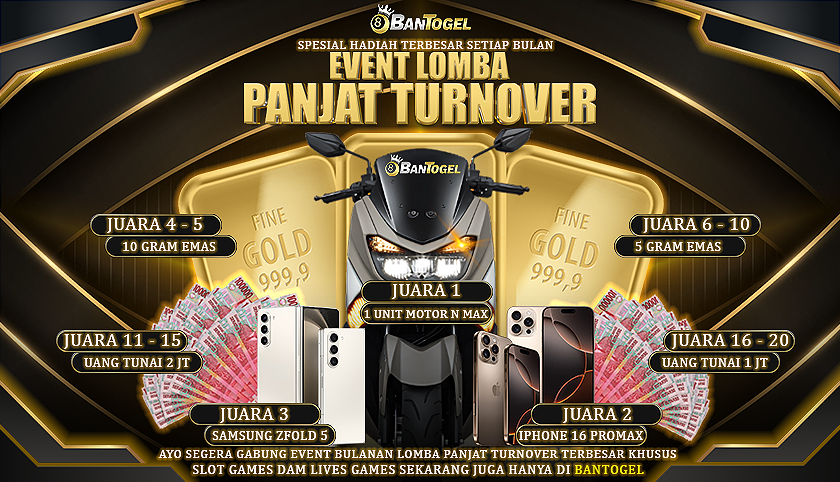 8 BANTOGEL
SPESIAL HADIAH TERBESAR SETIAP BULAN
EVENT LOMBA
PANJAT TURNOVER
8 BANTOGEL
JUARA 4 - 5
10 GRAM EMAS
JUARA 6 - 10
5 GRAM EMAS
FINE
GOLD
999,9
FINE
GOLD
999,9
JUARA 1
1 UNIT MOTOR N MAX
JUARA 11 - 15
UANG TUNAI 2 JT
JUARA 16 - 20
UANG TUNAI 1 JT
JUARA 3
SAMSUNG ZFOLD 5
JUARA 2
IPHONE 16 PROMAX
AYO SEGERA GABUNG EVENT BULANAN LOMBA PANJAT TURNOVER TERBESAR KHUSUS
SLOT GAMES DAM LIVES GAMES SEKARANG JUGA HANYA DI BANTOGEL